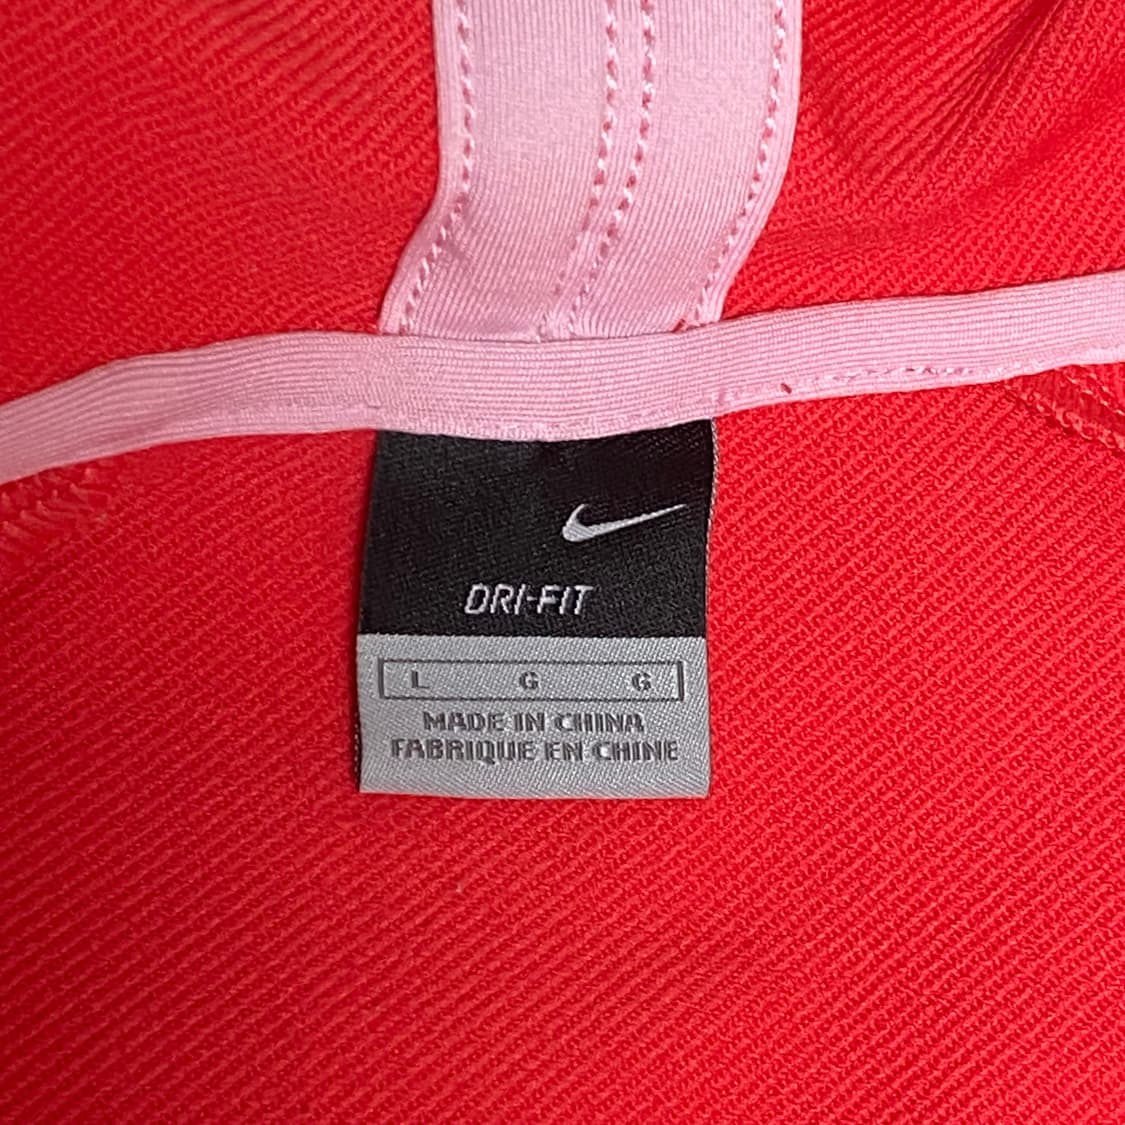 DRI-FIT
L G G
MADE IN CHINA
FABRIQUE EN CHINE